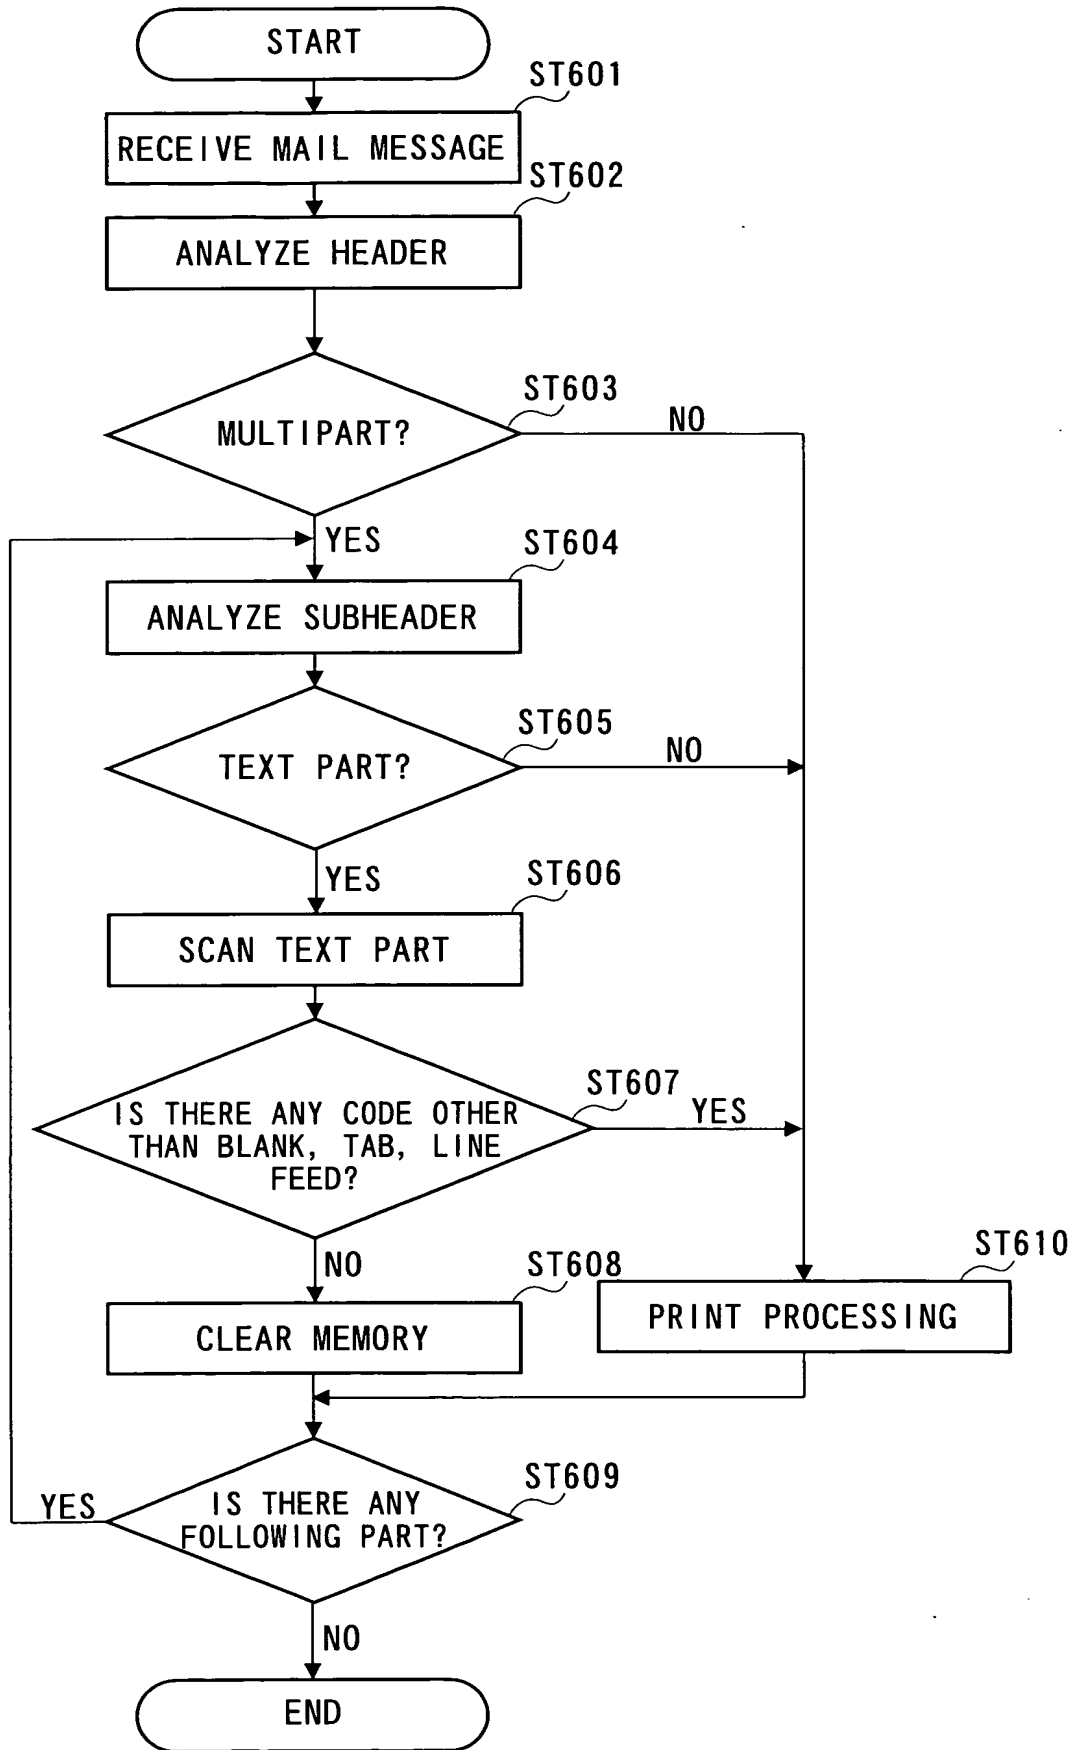 START
ST601
RECEIVE MAIL MESSAGE
ST602
ANALYZE HEADER
ST603
MULTIPART?
NO
YES
ST604
ANALYZE SUBHEADER
ST605
TEXT PART?
NO
YES
ST606
SCAN TEXT PART
ST607
IS THERE ANY CODE OTHER
THAN BLANK, TAB, LINE
FEED?
YES
NO
ST608
CLEAR MEMORY
ST610
PRINT PROCESSING
ST609
IS THERE ANY
FOLLOWING PART?
YES
NO
END